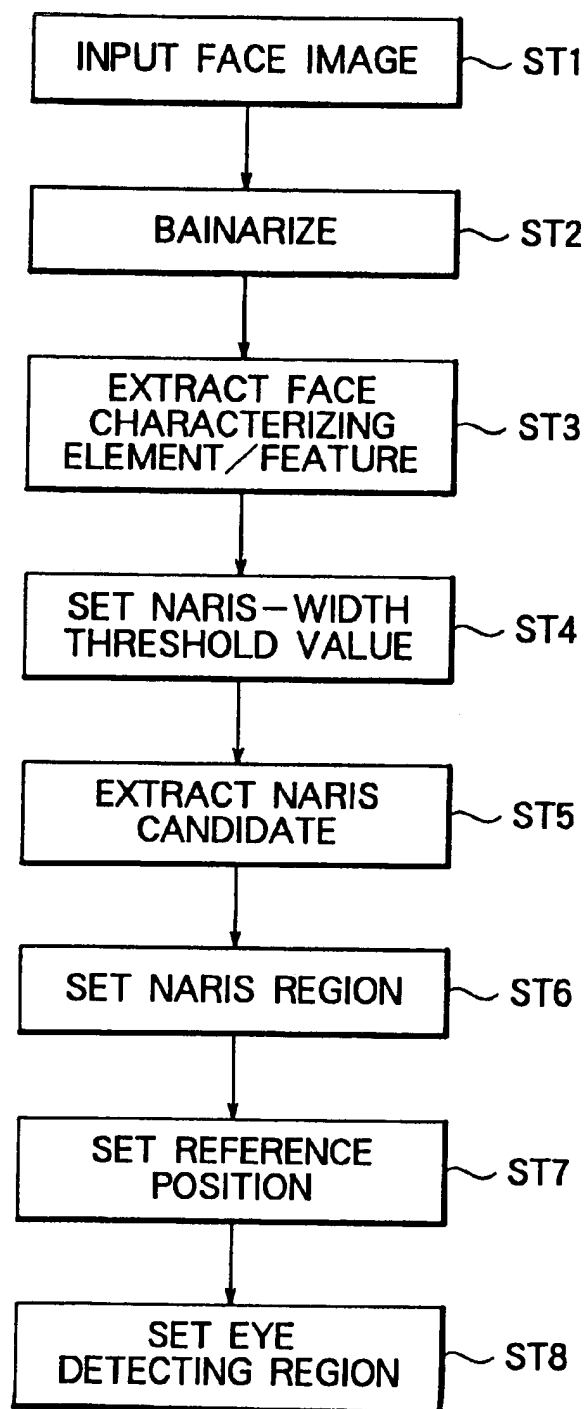 INPUT FACE IMAGE ST1
BAINARIZE ST2
EXTRACT FACE
CHARACTERIZING
ELEMENT/FEATURE ST3
SET NARIS-WIDTH
THRESHOLD VALUE ST4
EXTRACT NARIS
CANDIDATE ST5
SET NARIS REGION ST6
SET REFERENCE
POSITION ST7
SET EYE
DETECTING REGION ST8